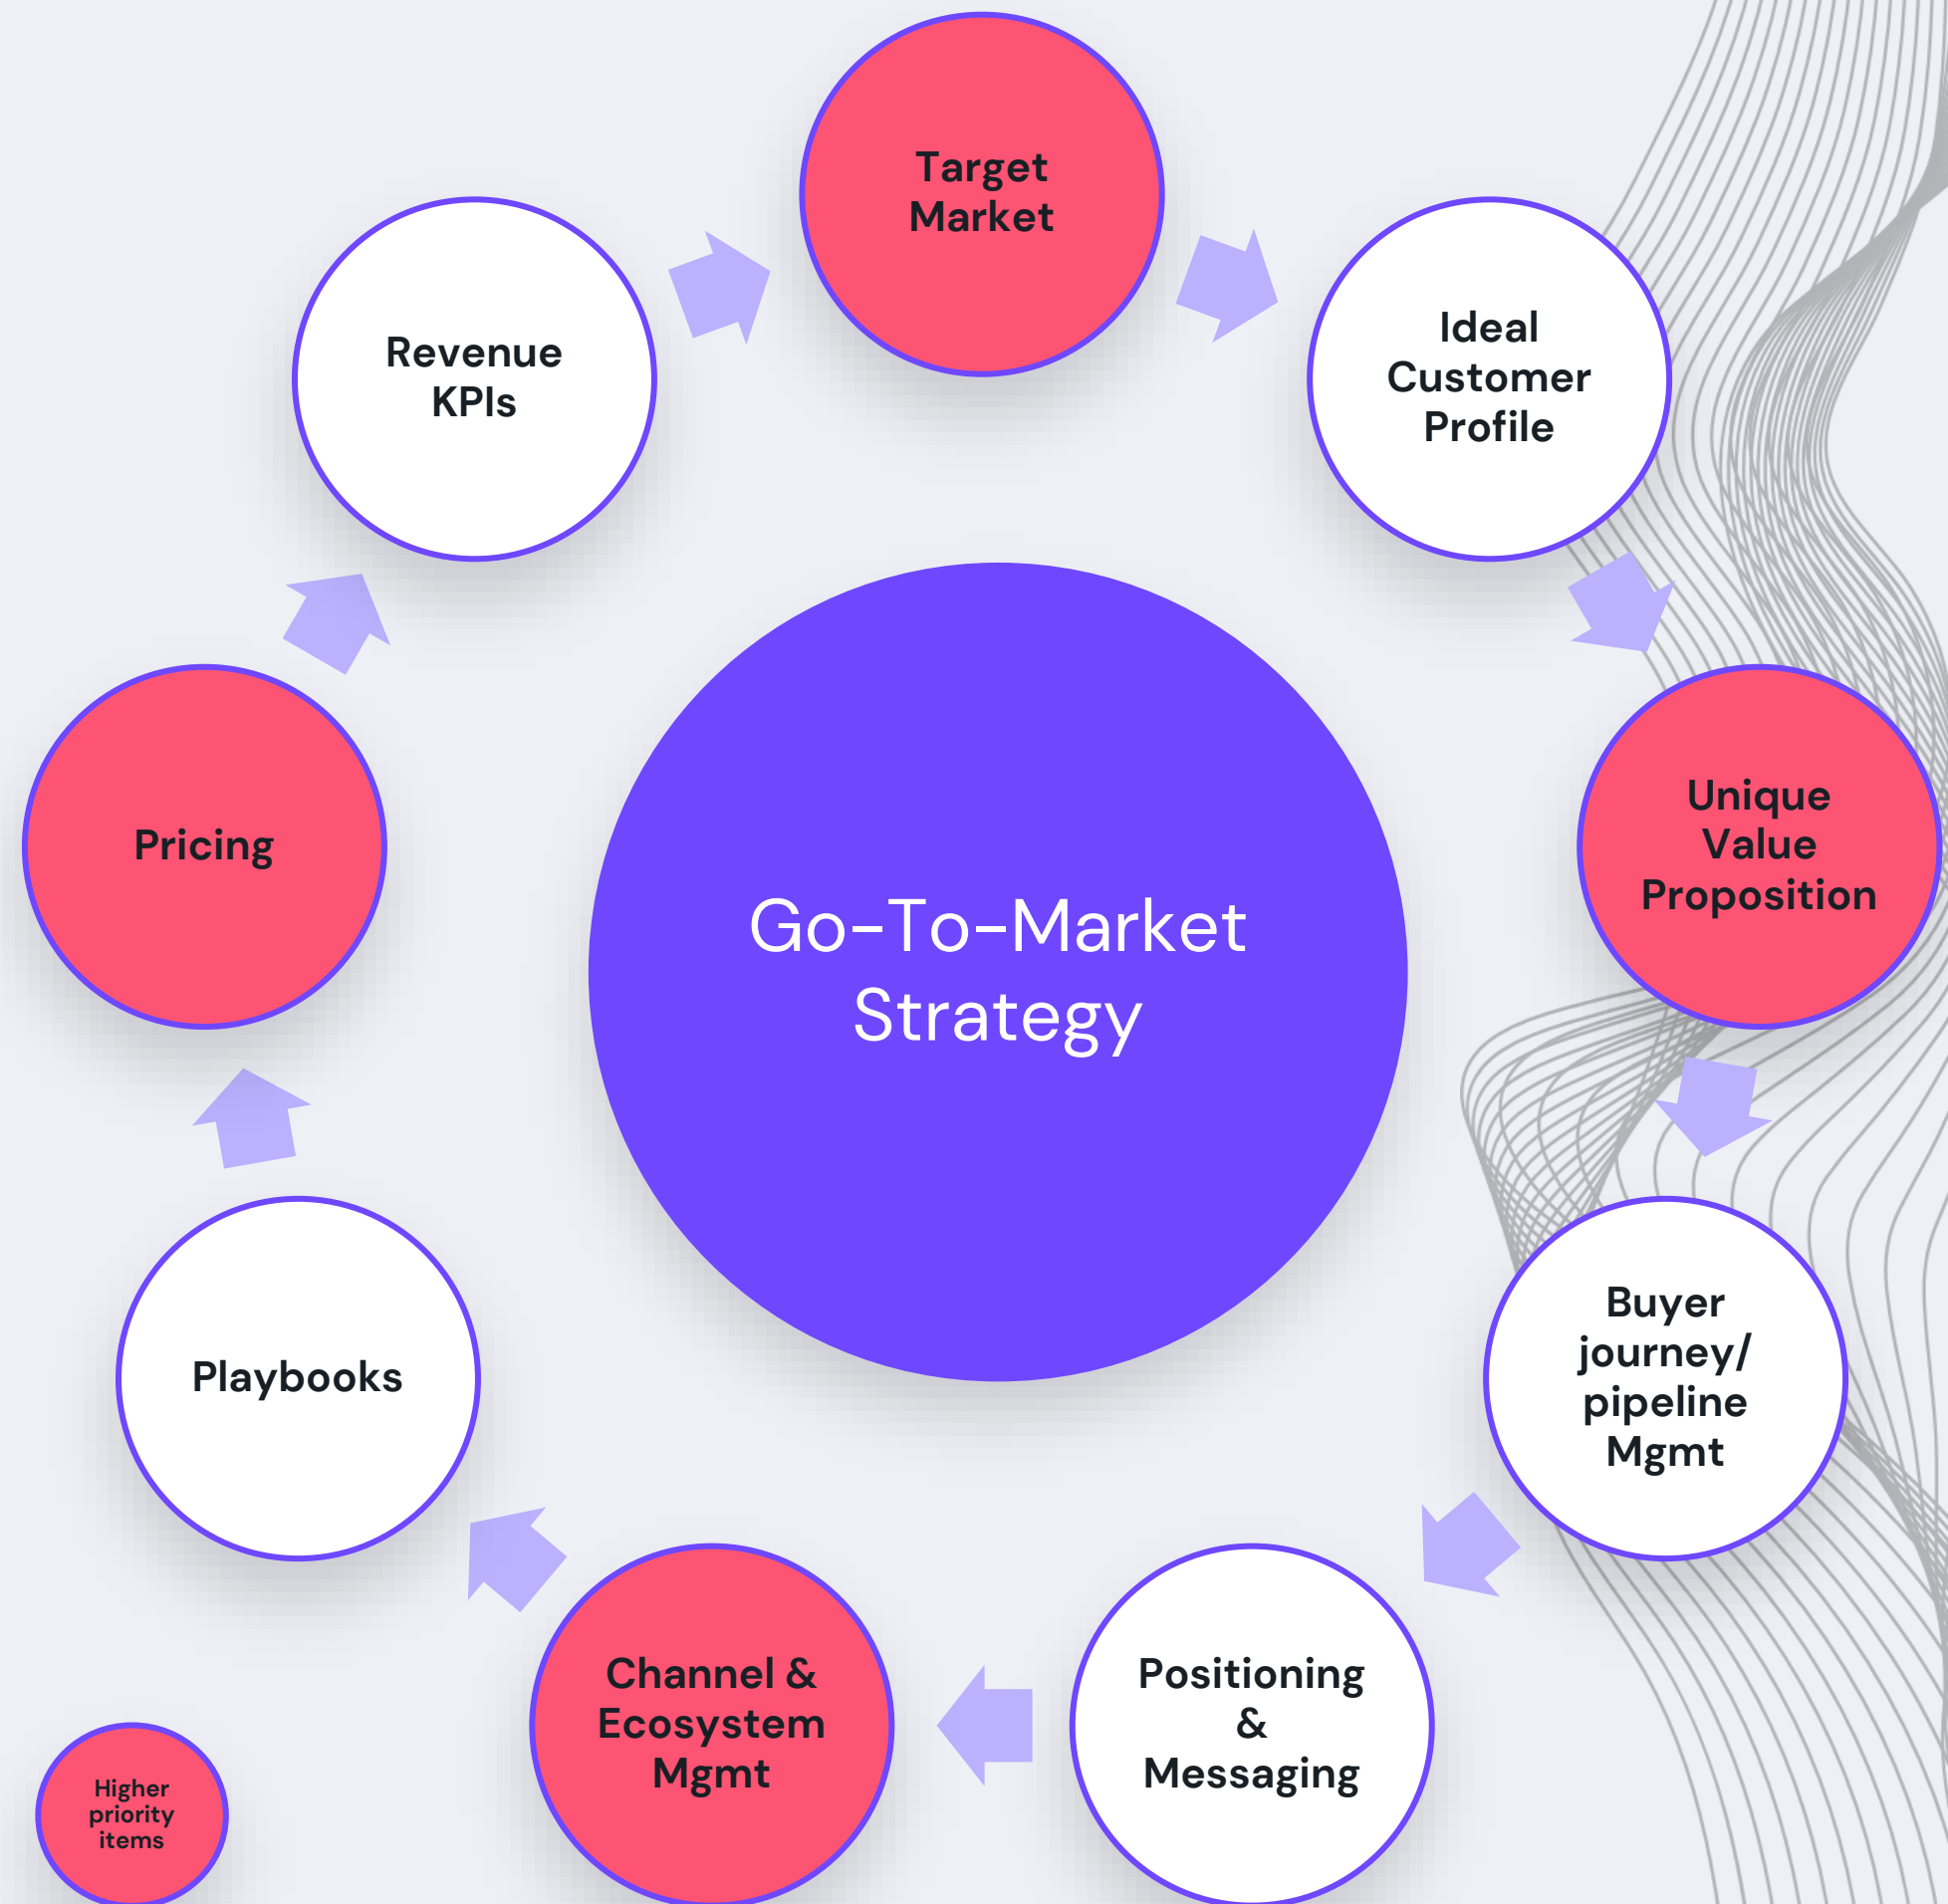 Target
Market
Ideal
Customer
Profile
Unique
Value
Proposition
Buyer
journey/
pipeline
Mgmt
Positioning
&
Messaging
Channel &
Ecosystem
Mgmt
Playbooks
Pricing
Revenue
KPIs
Go-To-Market
Strategy
Higher
priority
items